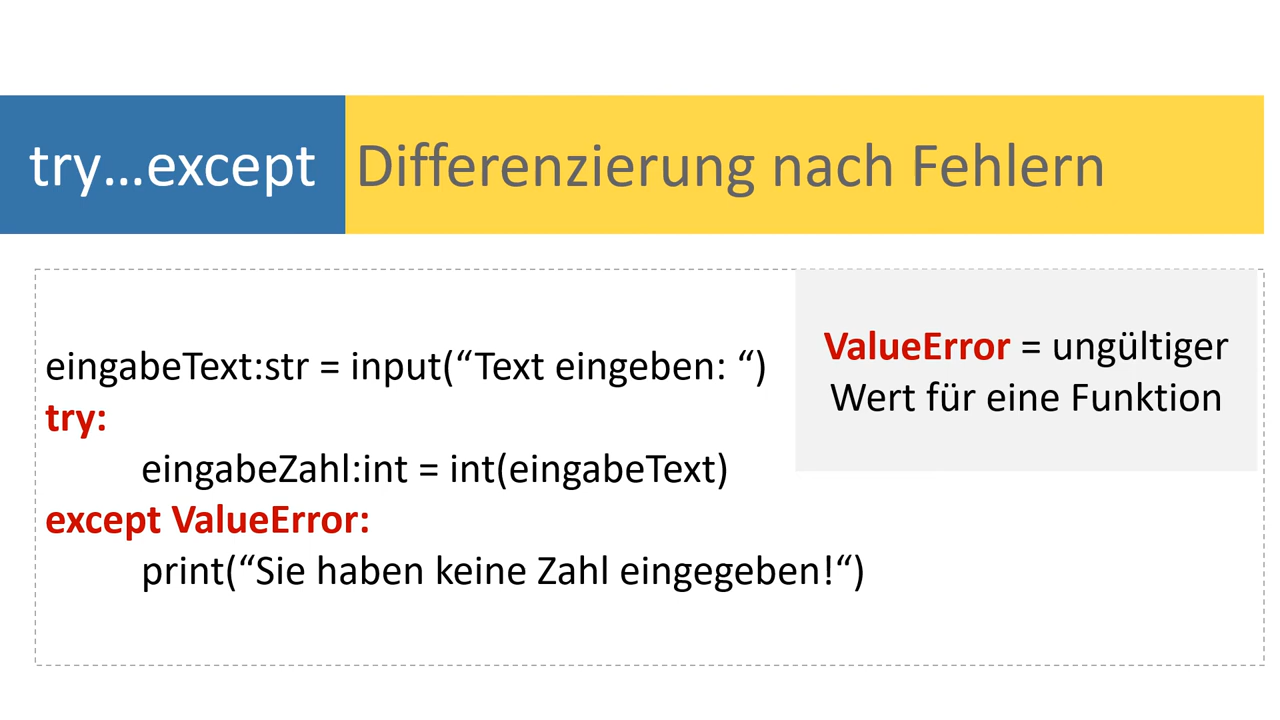 try...except
Differenzierung nach Fehlern
eingabeText:str = input(“Text eingeben: “)
try:
eingabeZahl:int = int(eingabeText)
except ValueError:
print(“Sie haben keine Zahl eingegeben!“)
ValueError = ungültiger
Wert für eine Funktion